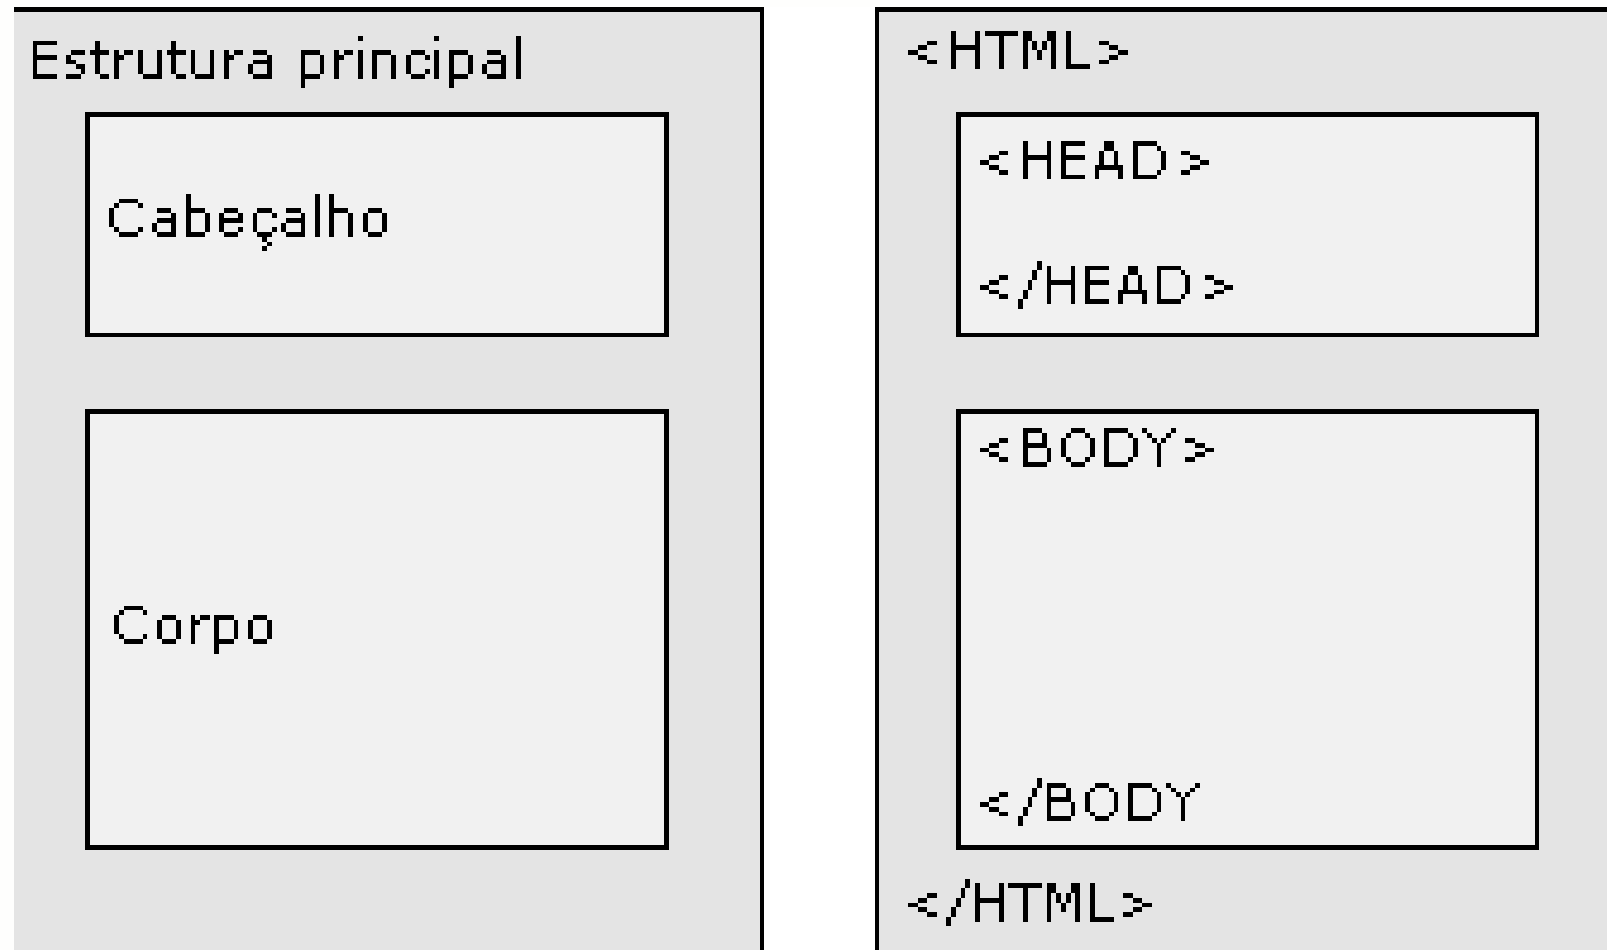 Estrutura principal
Cabeçalho
Corpo
<HTML>
<HEAD>
</HEAD>
<BODY>
</BODY
</HTML>